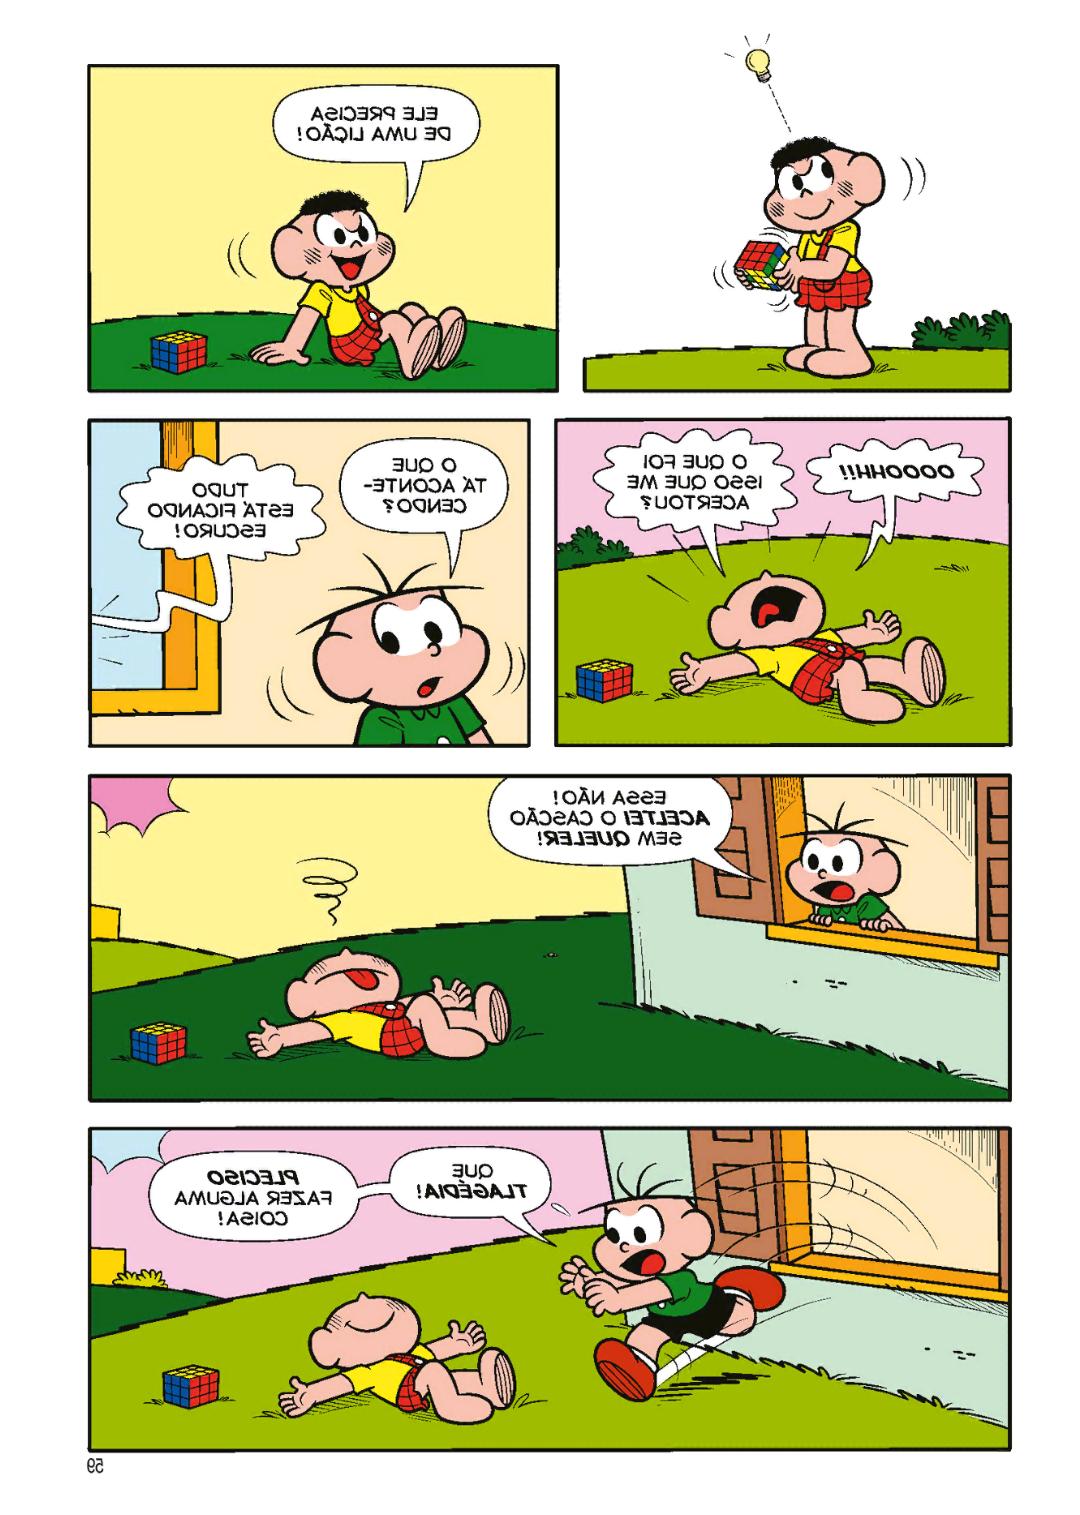 ELE PRECISA
DE UMA LIÇÃO!
OOOOHH!!
O QUE FOI
ISSO QUE ME
ACERTOU?
O QUE
TÁ ACONTE-
CENDO?
TUDO
ESTÁ FICANDO
ESCURO!
ESSA NÃO!
ACELTEI O CASCÃO
SEM QUELER!
QUE
TLAGÉDIA!
PLECISO
FAZER ALGUMA
COISA!
59